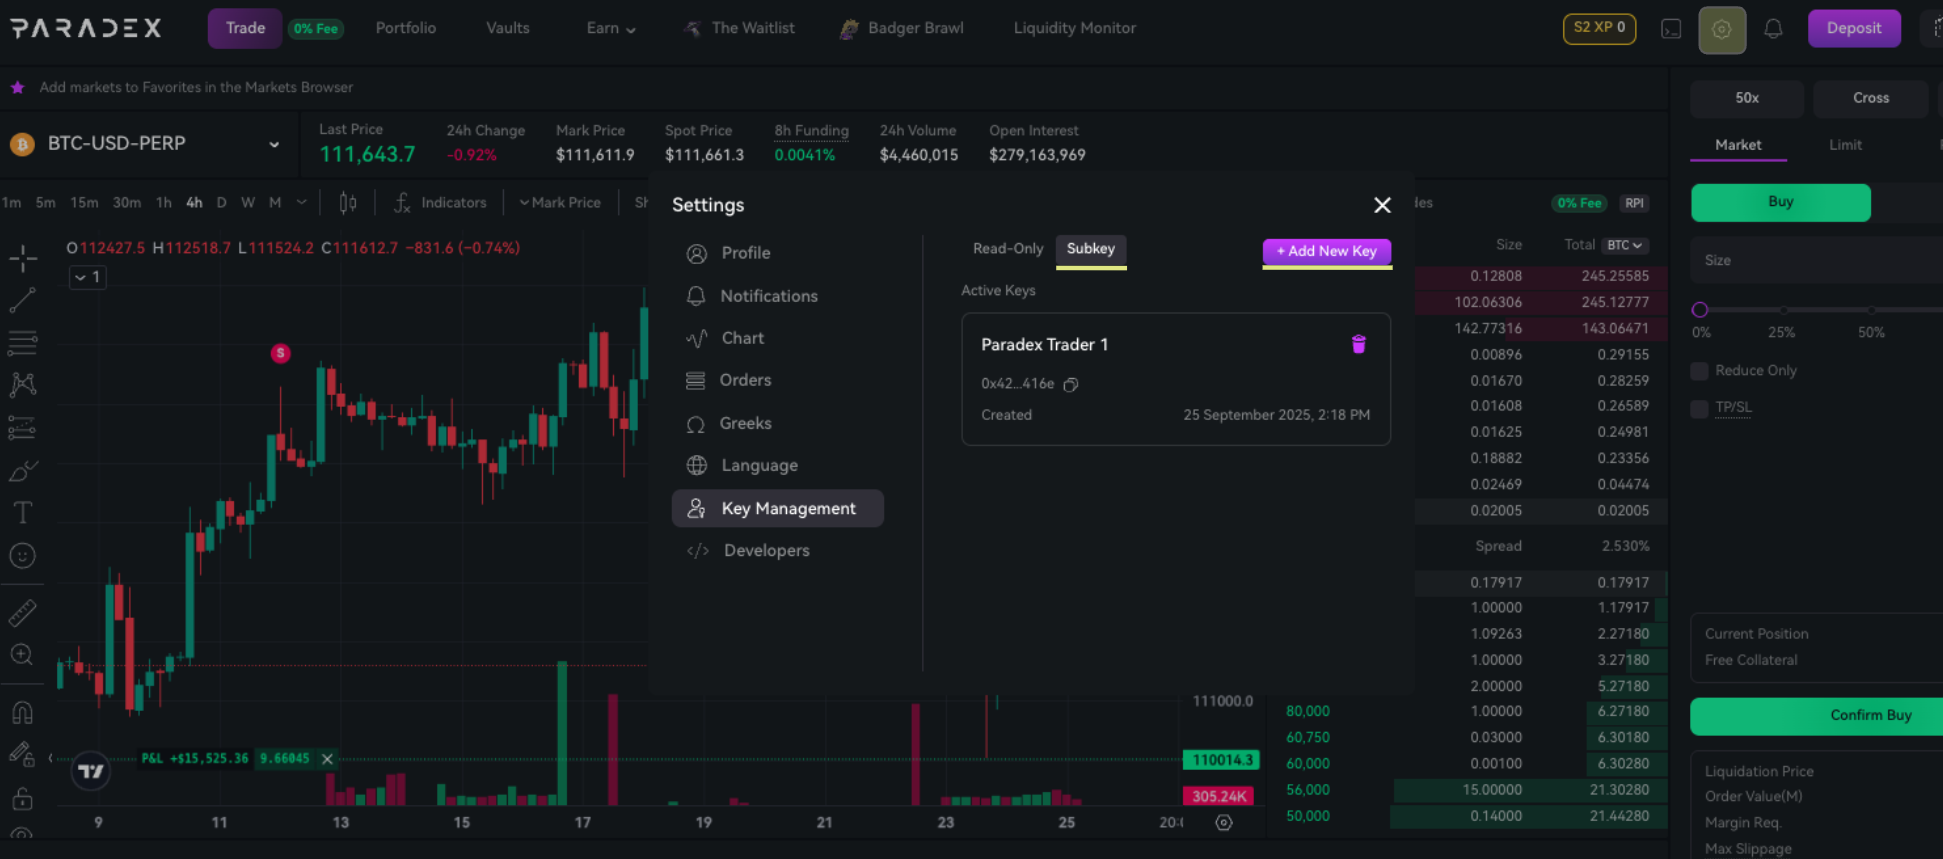 PARADEX
Trade
0% Fee
Portfolio
Vaults
Earn
The Waitlist
Badger Brawl
Liquidity Monitor
S2 XP 0
Deposit
Add markets to Favorites in the Markets Browser
BTC-USD-PERP
Last Price
111,643.7
24h Change
-0.92%
Mark Price
$111,611.9
Spot Price
$111,661.3
8h Funding
0.0041%
24h Volume
$4,460,015
Open Interest
$279,163,969
1m 5m 15m 30m 1h 4h D W M
Indicators
Mark Price
Sh
O112427.5 H112518.7 L111524.2 C111612.7 −831.6 (−0.74%)
1
S
P&L +$15,525.36 9.66045
9 11 13 15 17 19 21 23 25 20:0
111000.0
110014.3
305.24K
Settings
Profile
Notifications
Chart
Orders
Greeks
Language
Key Management
Developers
Read-Only
Subkey
+ Add New Key
Active Keys
Paradex Trader 1
0x42...416e
Created 25 September 2025, 2:18 PM
des
0% Fee
RPI
Size Total BTC
0.12808 245.25585
102.06306 245.12777
142.77316 143.06471
0.00896 0.29155
0.01670 0.28259
0.01608 0.26589
0.01625 0.24981
0.18882 0.23356
0.02469 0.04474
0.02005 0.02005
Spread 2.530%
0.17917 0.17917
1.00000 1.17917
1.09263 2.27180
1.00000 3.27180
2.00000 5.27180
80,000 1.00000 6.27180
60,750 0.03000 6.30180
60,000 0.00100 6.30280
56,000 15.00000 21.30280
50,000 0.14000 21.44280
50x
Cross
Market
Limit
Buy
Size
0% 25% 50%
Reduce Only
TP/SL
Current Position
Free Collateral
Confirm Buy
Liquidation Price
Order Value(M)
Margin Req.
Max Slippage